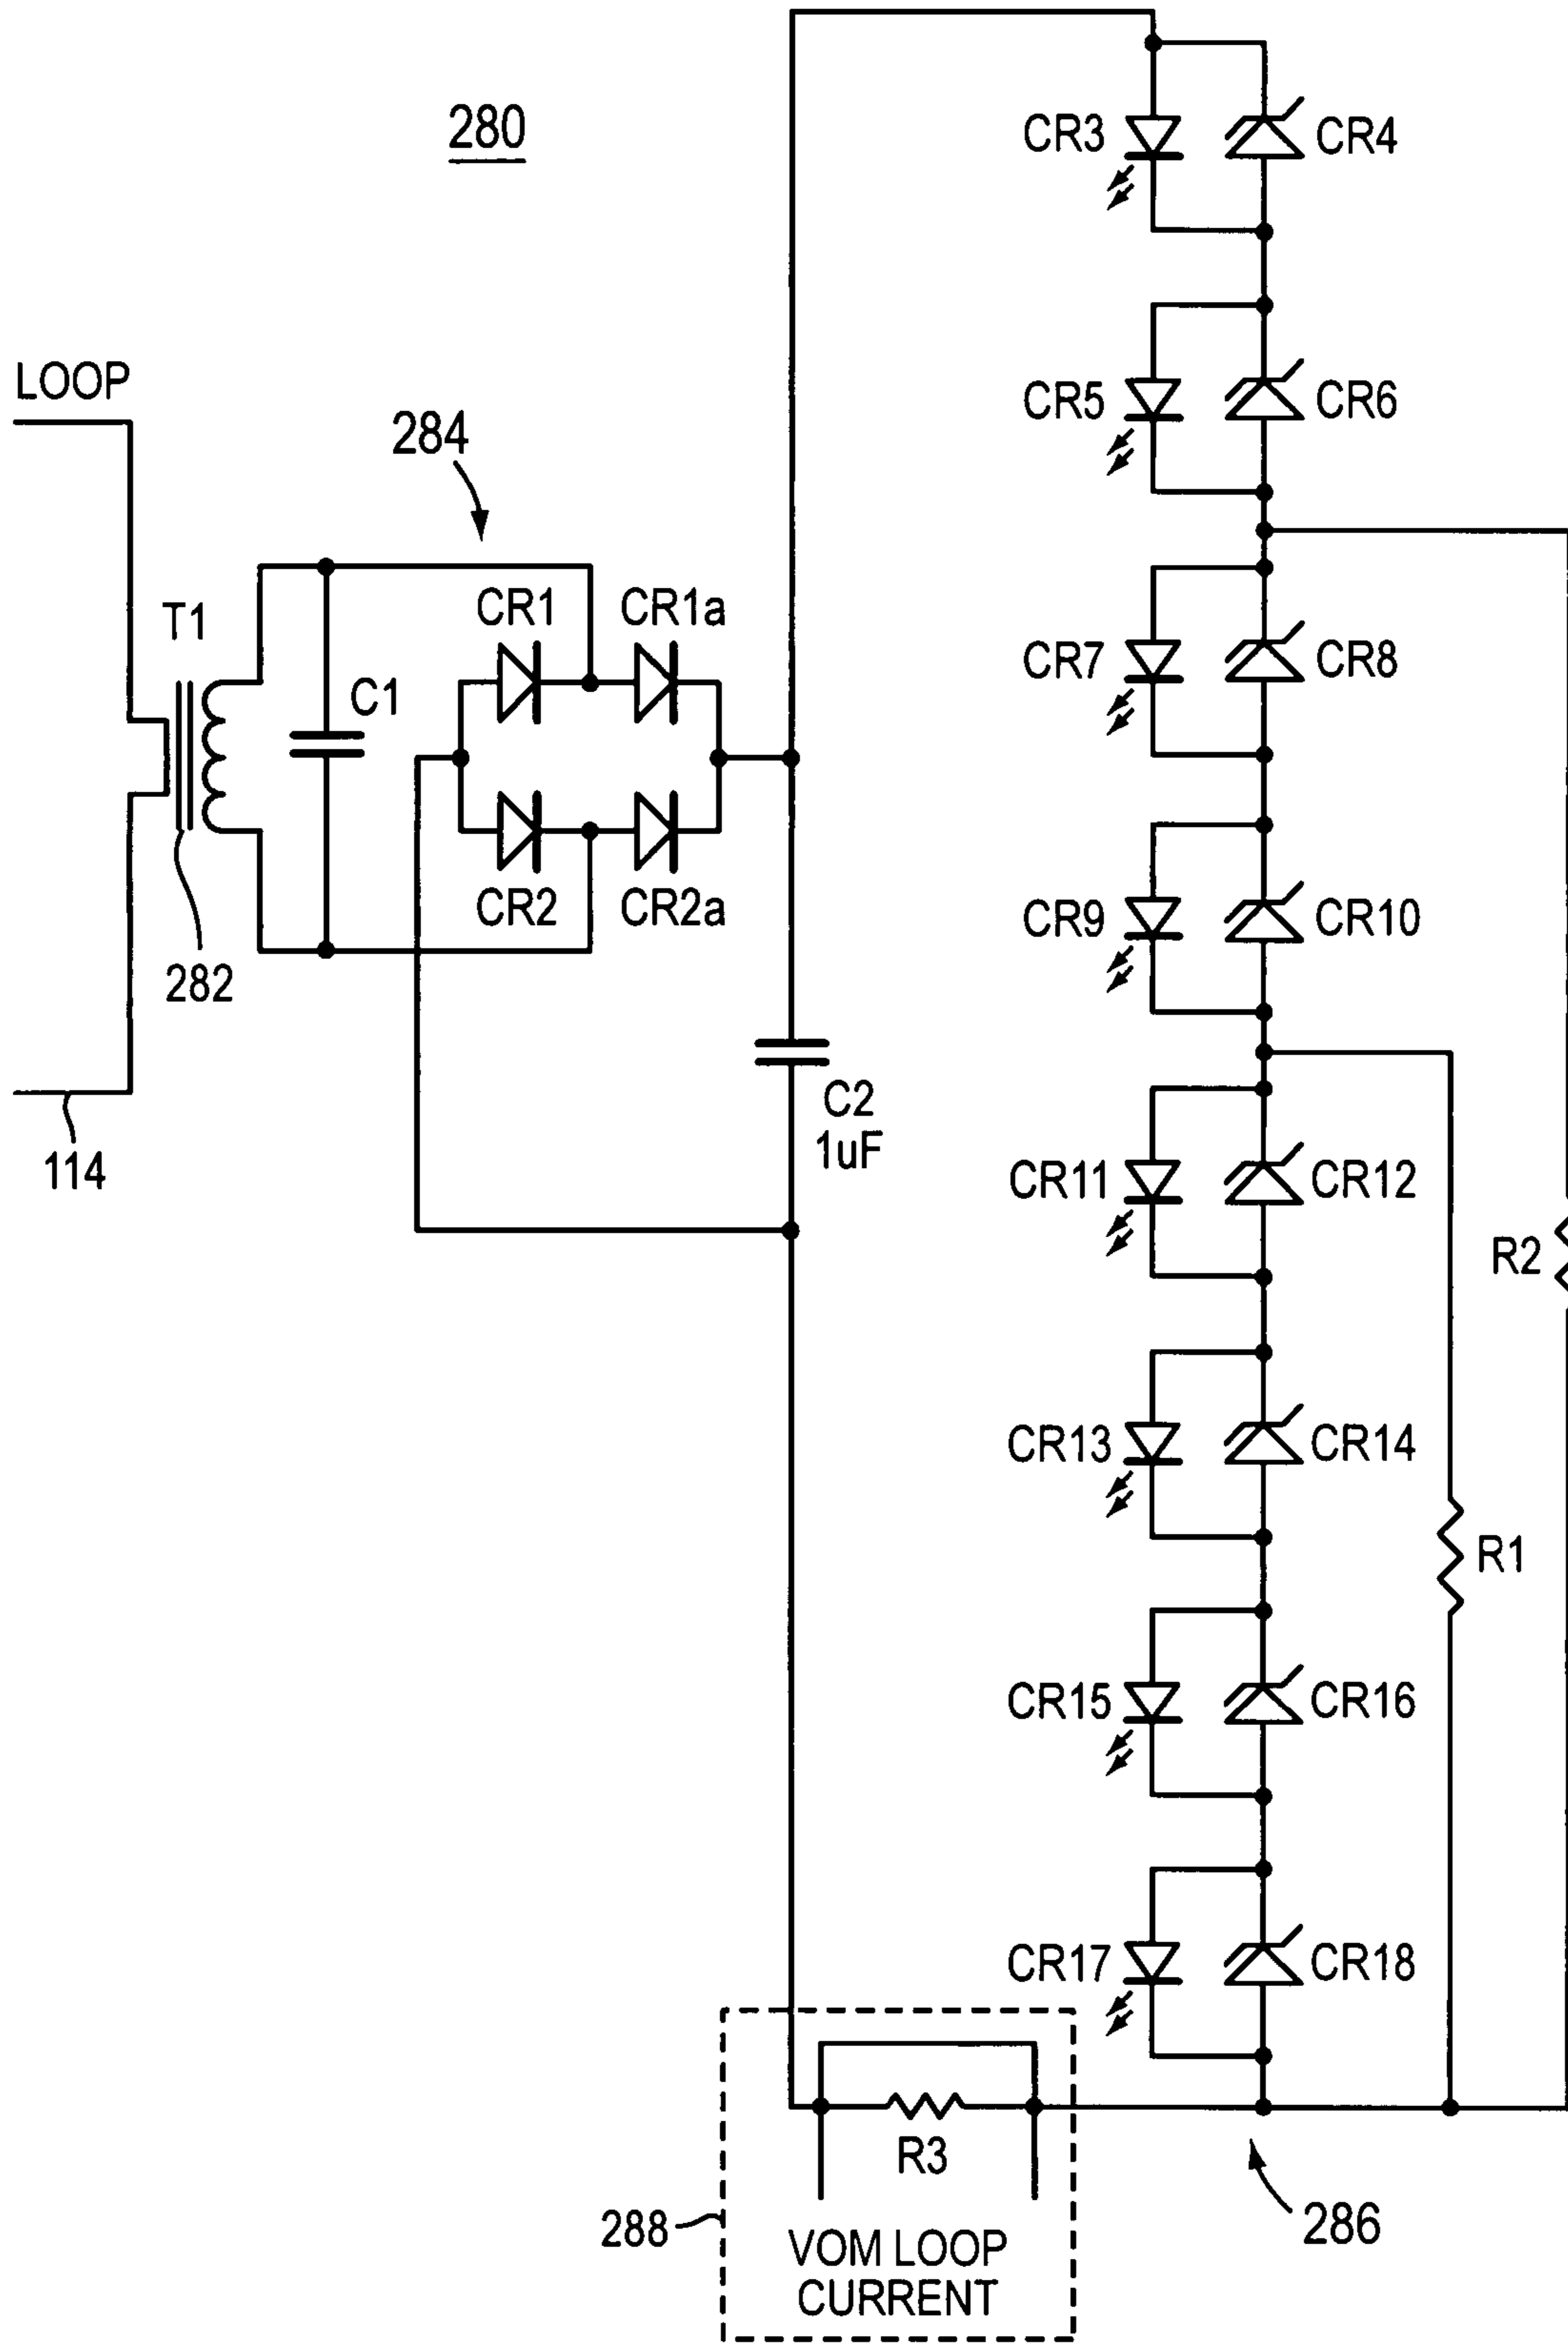 280
CR3
CR4
LOOP
CR5
CR6
284
CR1
CR1a
T1
C1
CR7
CR8
CR2
CR2a
CR9
CR10
282
C2
1uF
114
CR11
CR12
R2
CR13
CR14
R1
CR15
CR16
CR17
CR18
R3
288
VOM LOOP
CURRENT
286